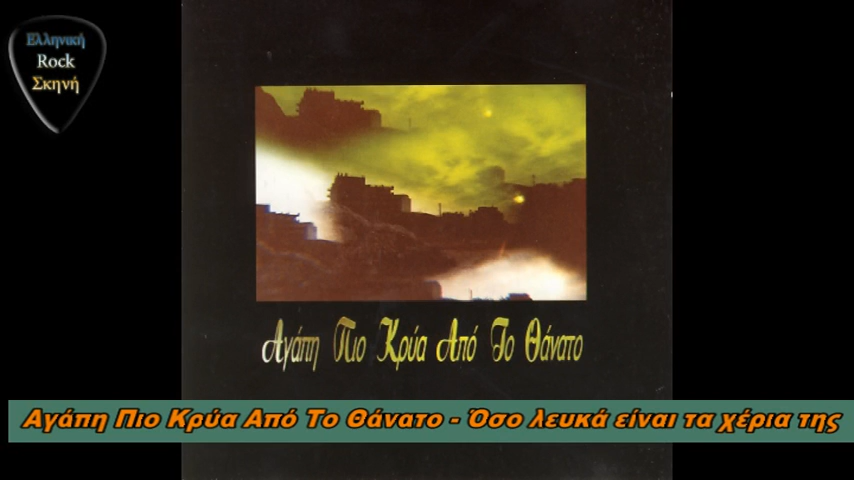 Ελληνική
Rock
Σκηνή
Αγάπη Πιο Κρύα Από Το Θάνατο
Αγάπη Πιο Κρύα Από Το Θάνατο - Όσο λευκά είναι τα χέρια της